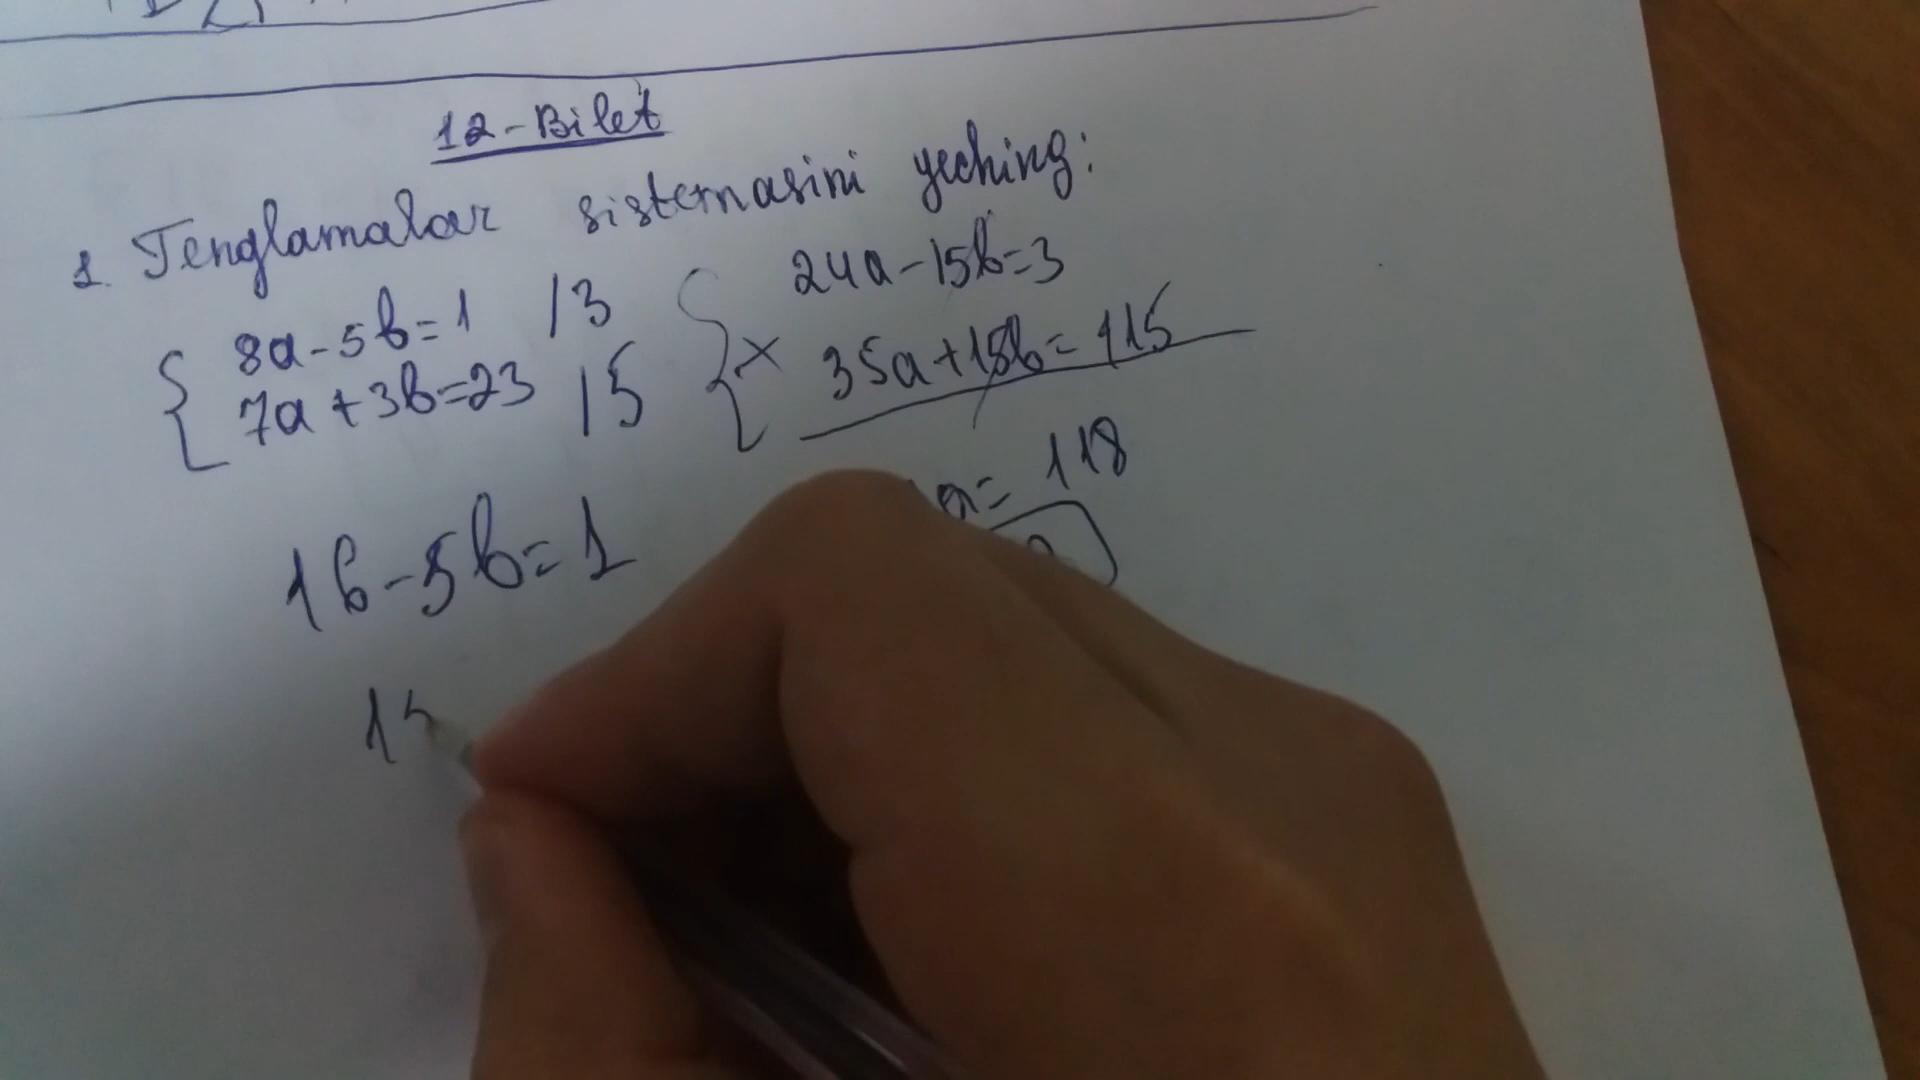 12-Bilet
1. Tenglamalar sistemasini yeching:
8a-5b=1 /3
7a+3b=23 /5
24a-15b=3
35a+15b=115
a=118
16-5b=1
15